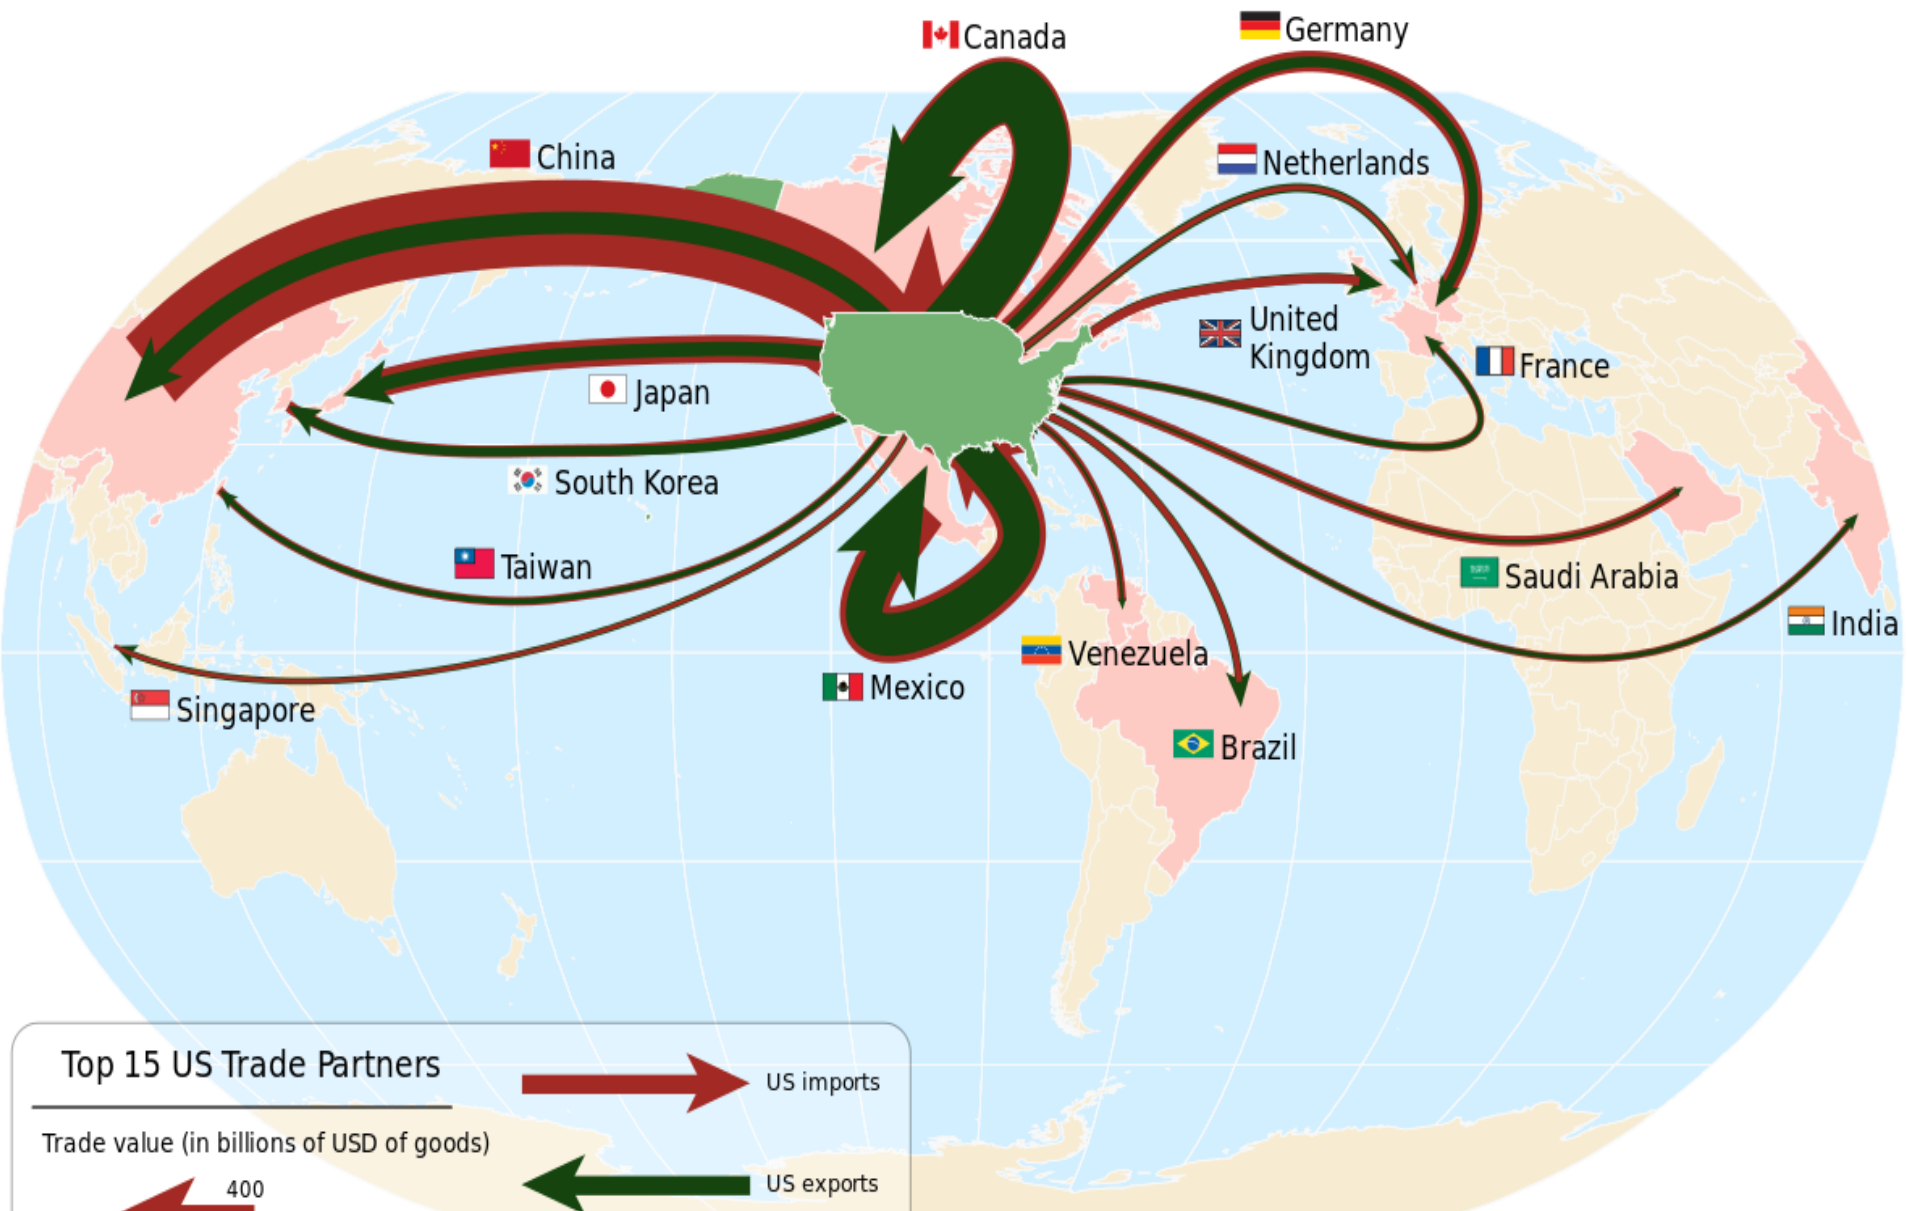 Canada
Germany
China
Netherlands
United
Kingdom
France
Japan
South Korea
Taiwan
Saudi Arabia
India
Venezuela
Mexico
Singapore
Brazil
Top 15 US Trade Partners
US imports
Trade value (in billions of USD of goods)
US exports
400